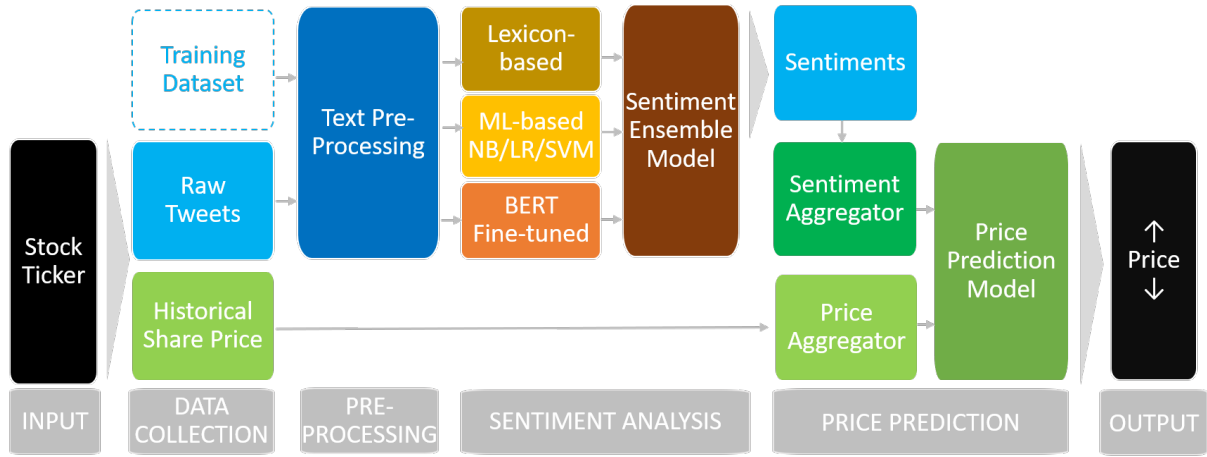 Stock
Ticker
Training
Dataset
Raw
Tweets
Historical
Share Price
Text Pre-
Processing
Lexicon-
based
ML-based
NB/LR/SVM
BERT
Fine-tuned
Sentiment
Ensemble
Model
Sentiments
Sentiment
Aggregator
Price
Aggregator
Price
Prediction
Model
↑
Price
↓
INPUT
DATA
COLLECTION
PRE-
PROCESSING
SENTIMENT ANALYSIS
PRICE PREDICTION
OUTPUT